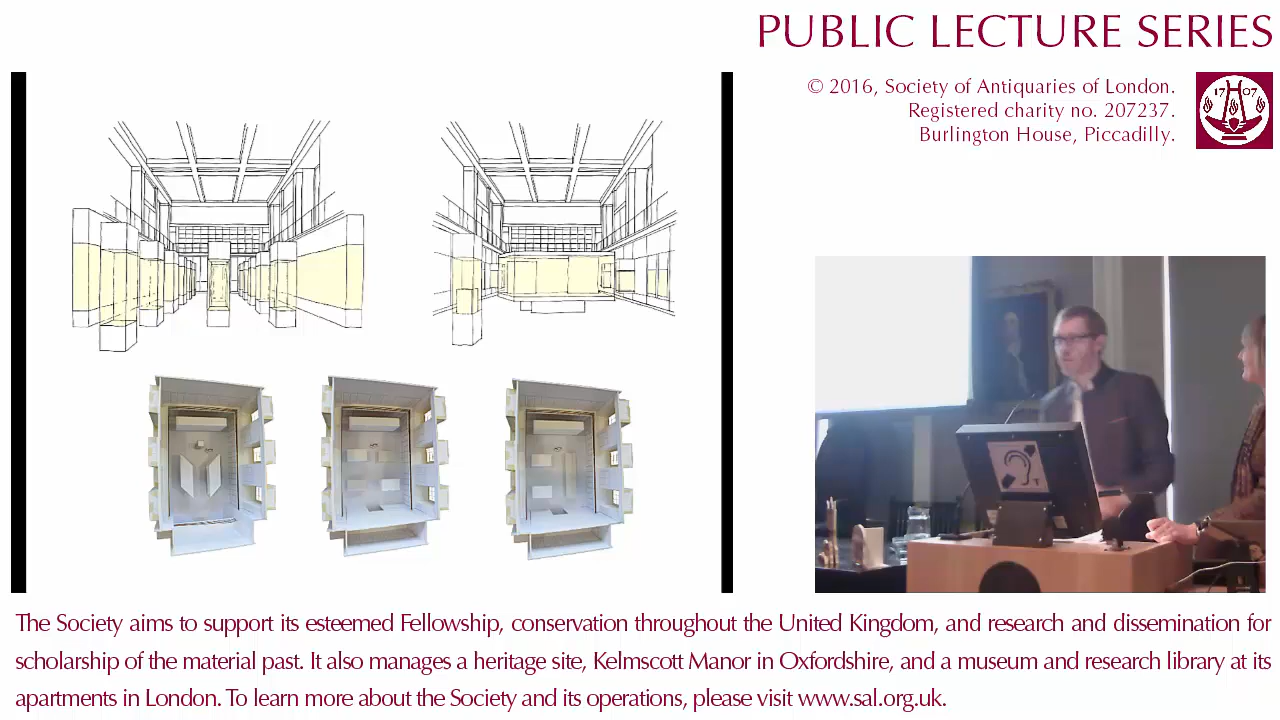 PUBLIC LECTURE SERIES
© 2016, Society of Antiquaries of London.
Registered charity no. 207237.
Burlington House, Piccadilly.
17 07
The Society aims to support its esteemed Fellowship, conservation throughout the United Kingdom, and research and dissemination for
scholarship of the material past. It also manages a heritage site, Kelmscott Manor in Oxfordshire, and a museum and research library at its
apartments in London. To learn more about the Society and its operations, please visit www.sal.org.uk.